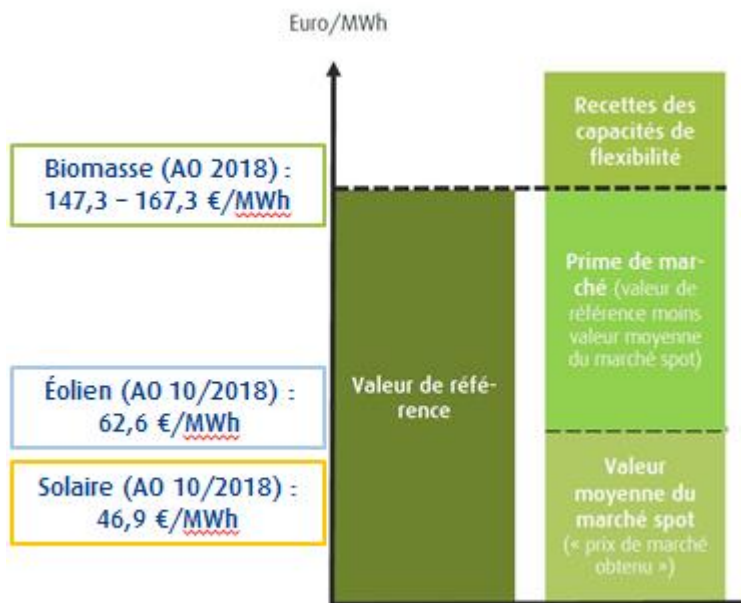 Euro/MWh
Biomasse (AO 2018) :
147,3 – 167,3 €/MWh
Éolien (AO 10/2018) :
62,6 €/MWh
Solaire (AO 10/2018) :
46,9 €/MWh
Valeur de réfé-
rence
Recettes des
capacités de
flexibilité
Prime de mar-
ché (valeur de
référence moins
valeur moyenne
du marché spot)
Valeur
moyenne du
marché spot
(« prix de marché
obtenu »)